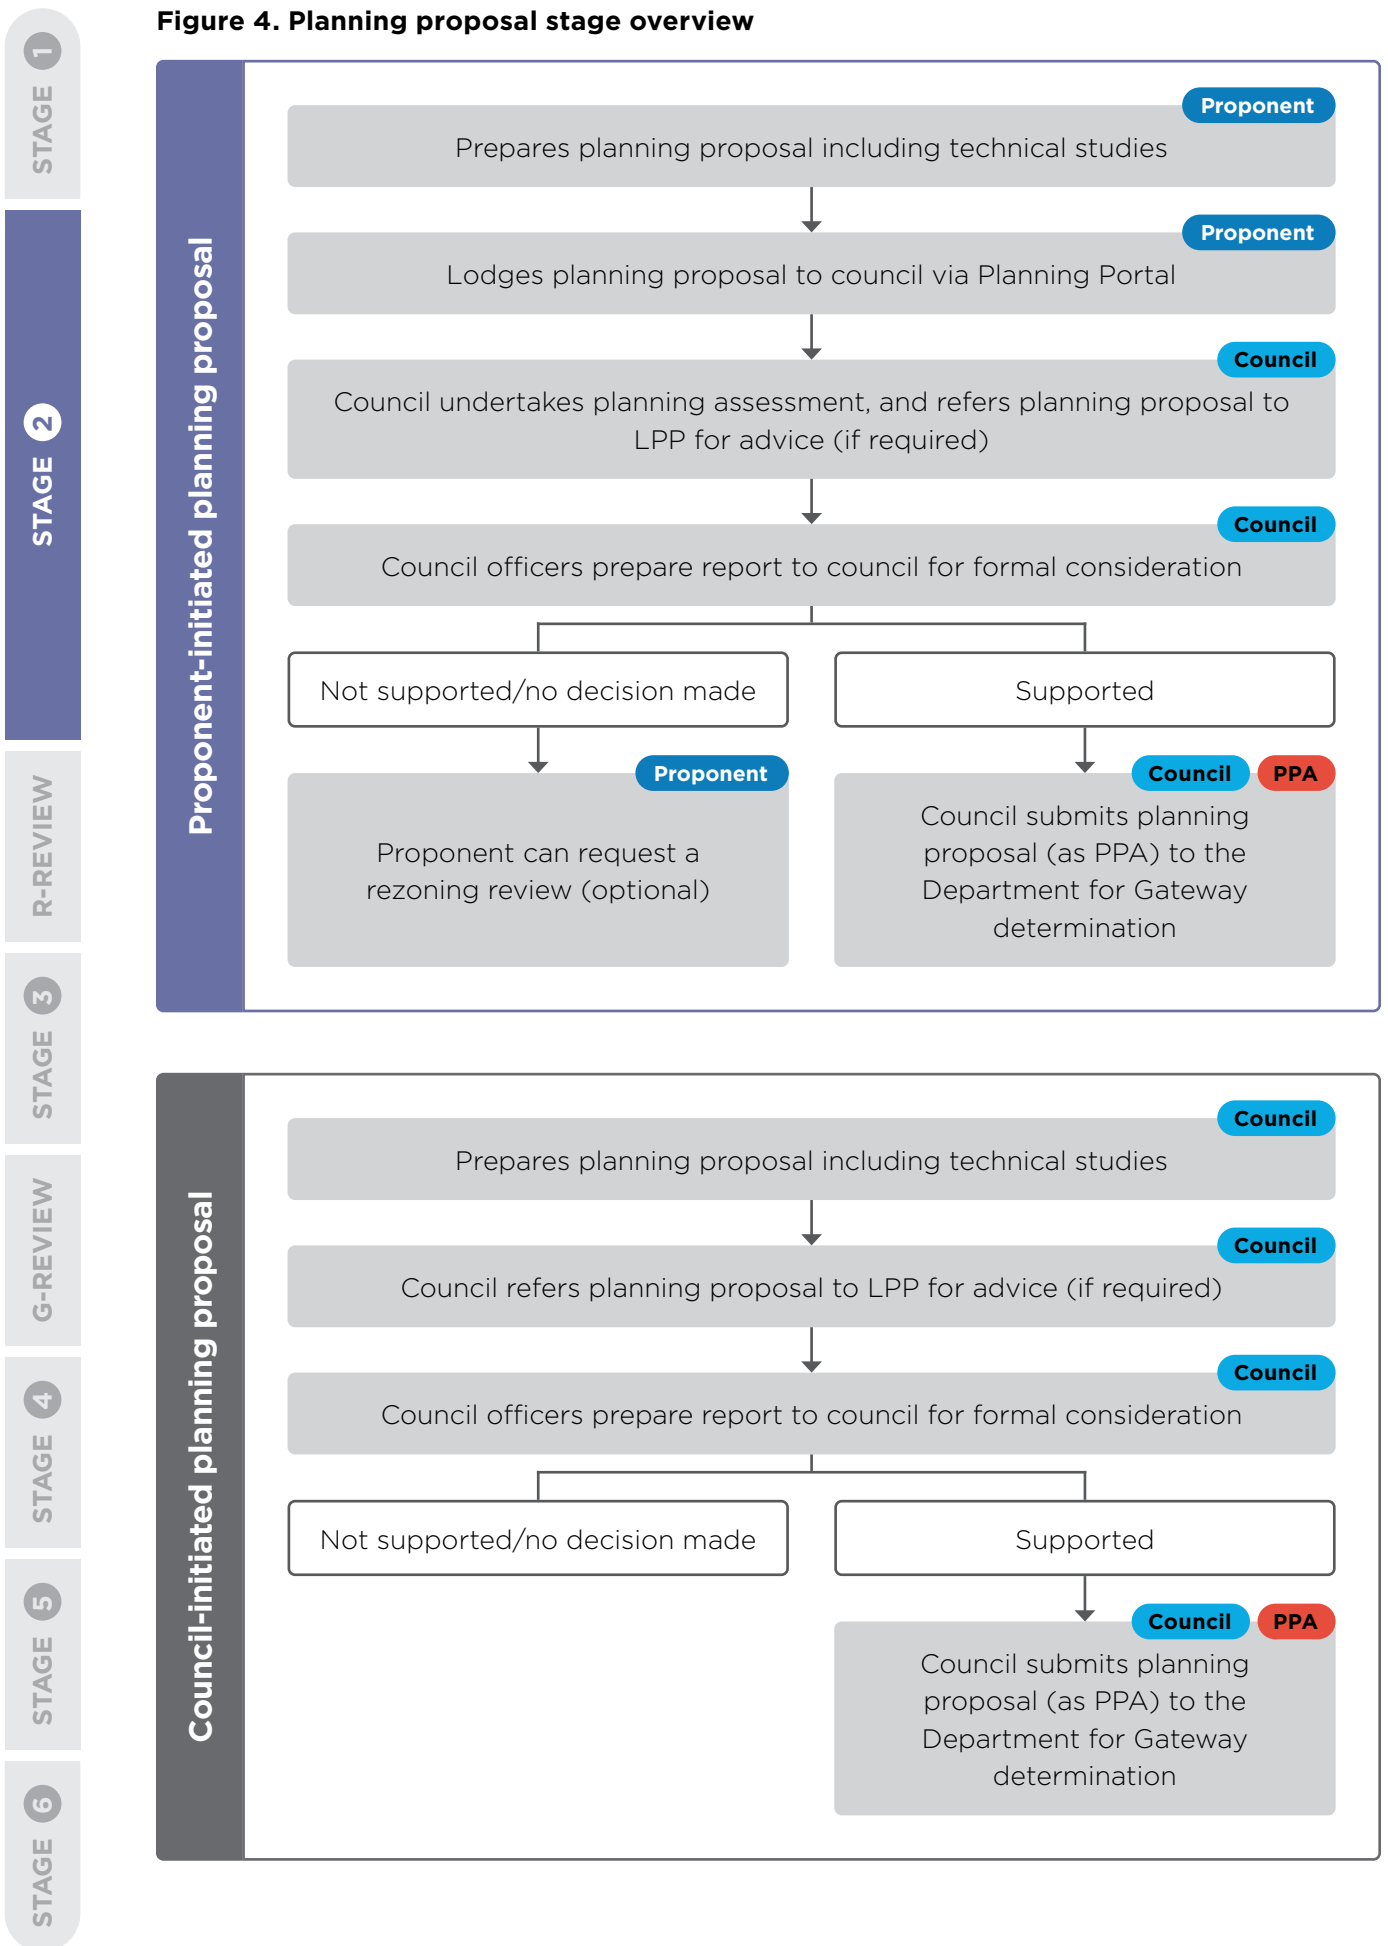 Figure 4. Planning proposal stage overview
STAGE 1
STAGE 2
R-REVIEW
STAGE 3
G-REVIEW
STAGE 4
STAGE 5
STAGE 6
Proponent-initiated planning proposal
Proponent
Prepares planning proposal including technical studies
Proponent
Lodges planning proposal to council via Planning Portal
Council
Council undertakes planning assessment, and refers planning proposal to
LPP for advice (if required)
Council
Council officers prepare report to council for formal consideration
Not supported/no decision made
Supported
Proponent
Proponent can request a
rezoning review (optional)
Council PPA
Council submits planning
proposal (as PPA) to the
Department for Gateway
determination
Council-initiated planning proposal
Council
Prepares planning proposal including technical studies
Council
Council refers planning proposal to LPP for advice (if required)
Council
Council officers prepare report to council for formal consideration
Not supported/no decision made
Supported
Council PPA
Council submits planning
proposal (as PPA) to the
Department for Gateway
determination